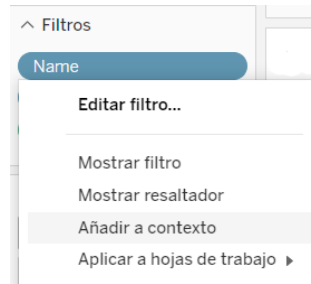 Filtros
Name
Editar filtro...
Mostrar filtro
Mostrar resaltador
Añadir a contexto
Aplicar a hojas de trabajo